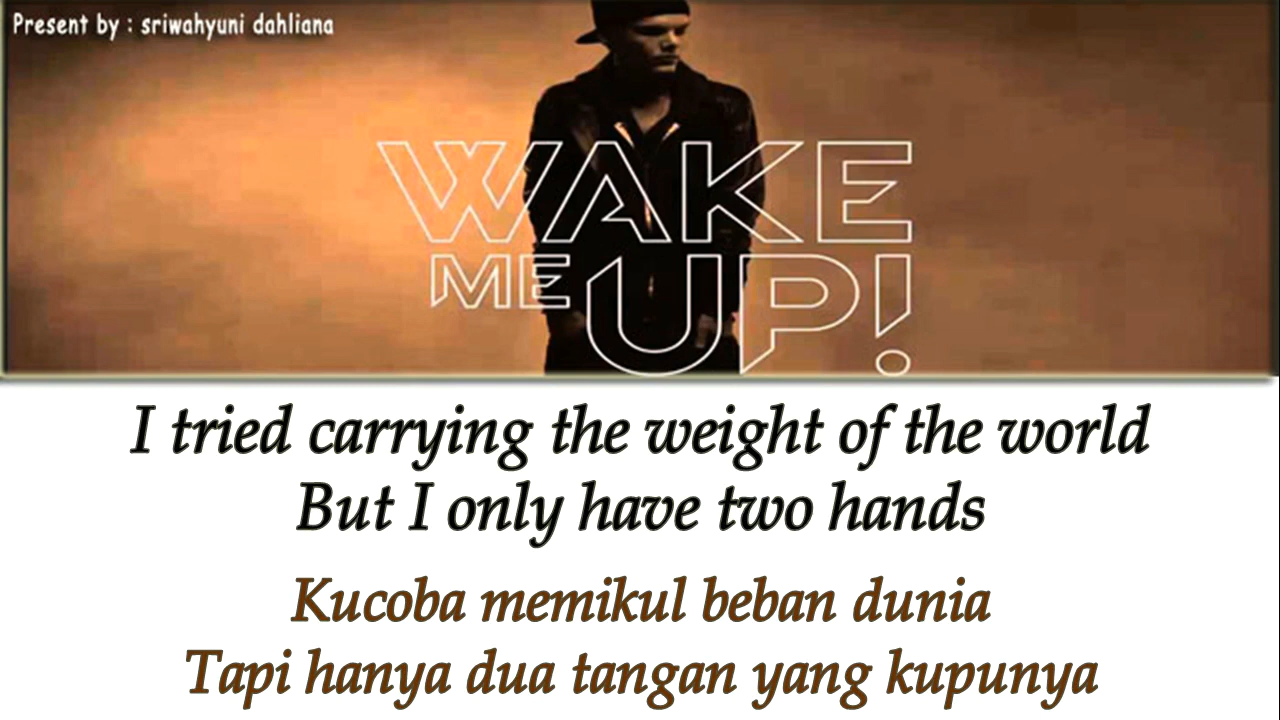 Present by : sriwahyuni dahliana
WAKE
ME UP!
I tried carrying the weight of the world
But I only have two hands
Kucoba memikul beban dunia
Tapi hanya dua tangan yang kupunya